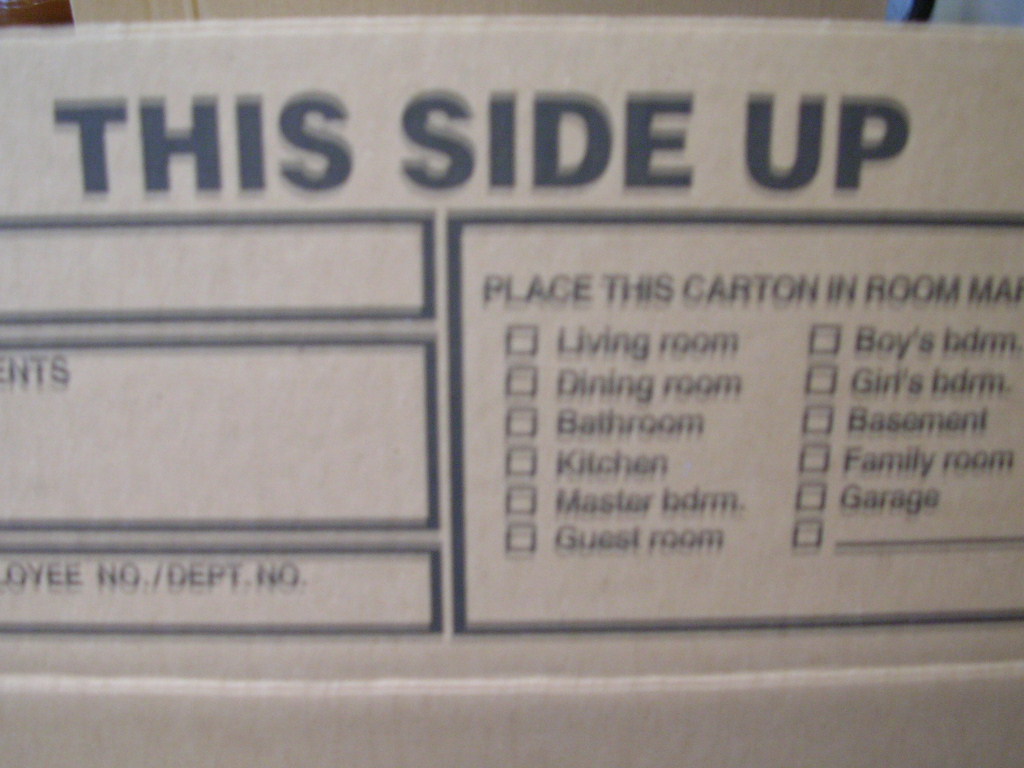 THIS SIDE UP
ENTS
LOYEE NO./DEPT. NO.
PLACE THIS CARTON IN ROOM MAR
Living room
Dining room
Bathroom
Kitchen
Master bdrm.
Guest room
Boy's bdrm.
Girl's bdrm.
Basement
Family room
Garage